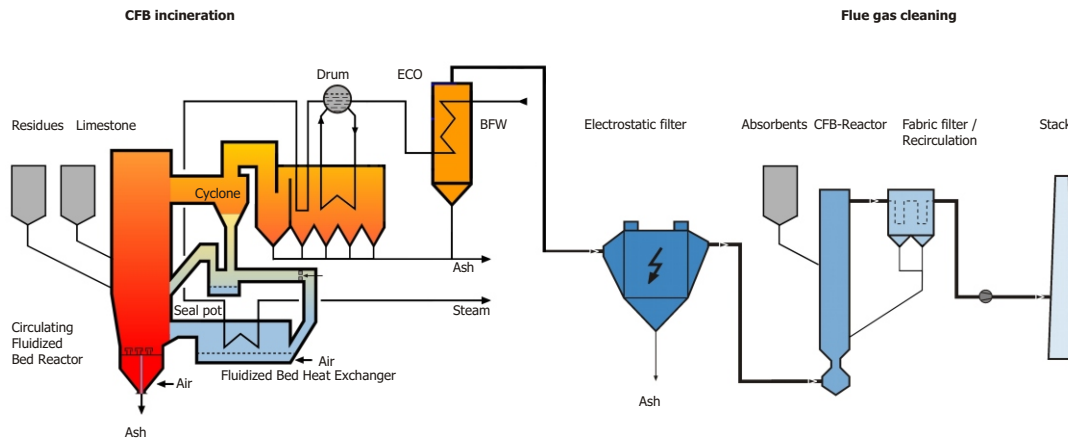 CFB incineration
Flue gas cleaning
Drum
ECO
Residues
Limestone
BFW
Electrostatic filter
Absorbents
CFB-Reactor
Fabric filter /
Recirculation
Stack
Cyclone
Ash
Seal pot
Steam
Circulating
Fluidized
Bed Reactor
Air
Fluidized Bed Heat Exchanger
Air
Ash
Ash